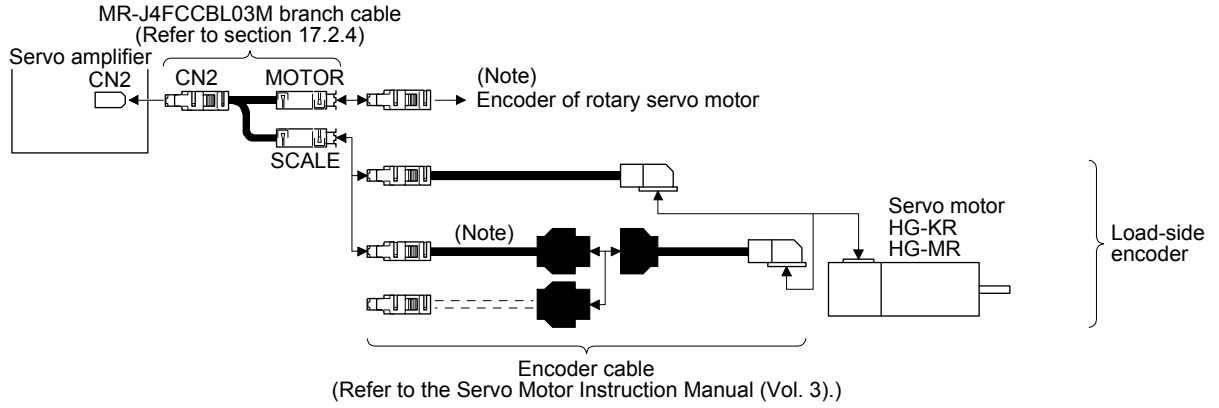 MR-J4FCCBL03M branch cable
(Refer to section 17.2.4)
Servo amplifier
CN2
CN2
MOTOR
(Note)
Encoder of rotary servo motor
SCALE
(Note)
Servo motor
HG-KR
HG-MR
Load-side
encoder
Encoder cable
(Refer to the Servo Motor Instruction Manual (Vol. 3).)